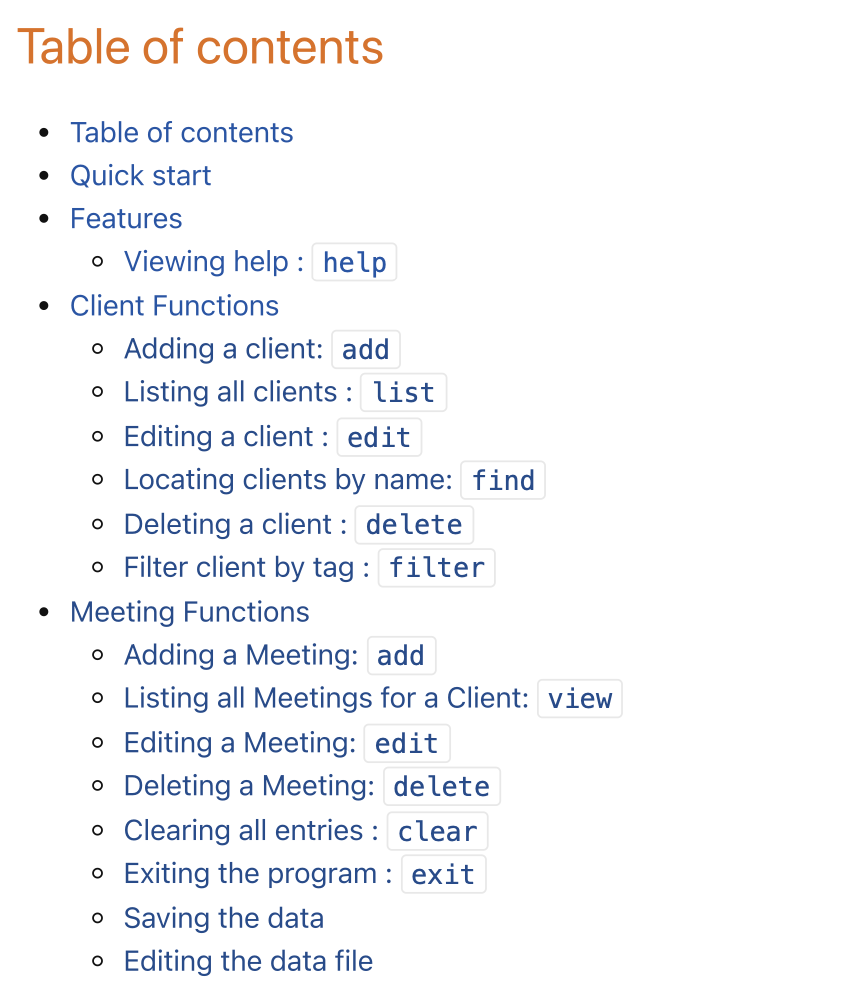 Table of contents
Table of contents
Quick start
Features
Viewing help : help
Client Functions
Adding a client: add
Listing all clients : list
Editing a client : edit
Locating clients by name: find
Deleting a client : delete
Filter client by tag : filter
Meeting Functions
Adding a Meeting: add
Listing all Meetings for a Client: view
Editing a Meeting: edit
Deleting a Meeting: delete
Clearing all entries : clear
Exiting the program : exit
Saving the data
Editing the data file